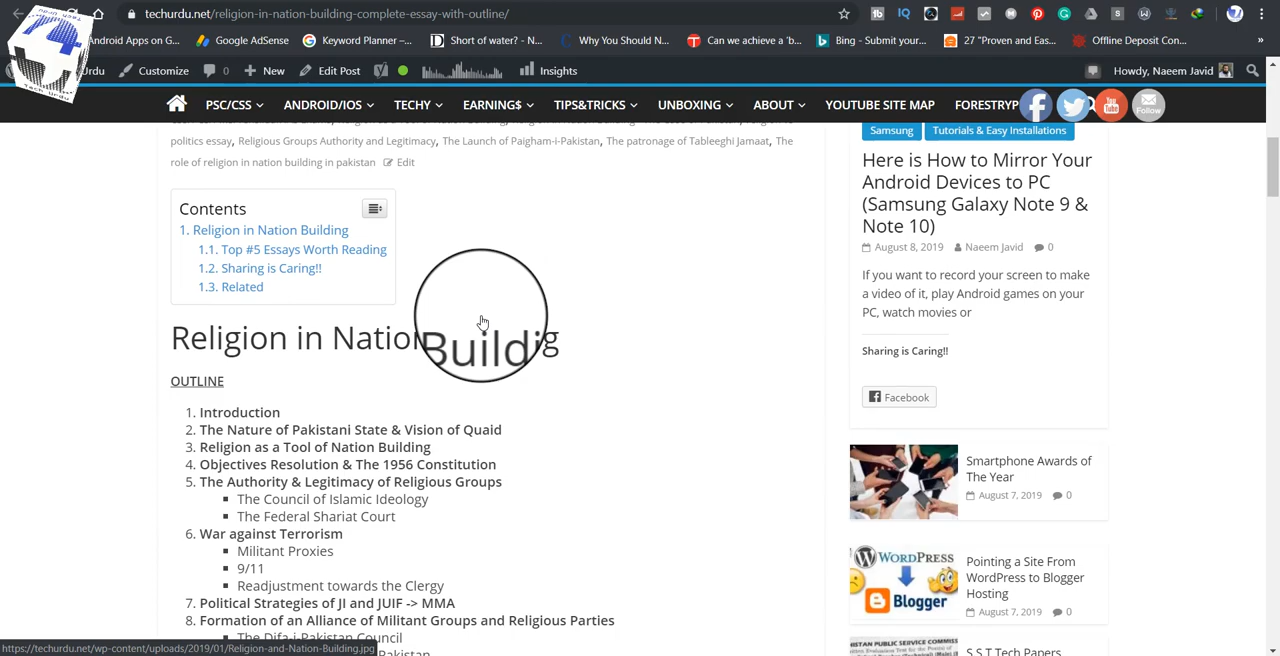 techurdu.net/religion-in-nation-building-complete-essay-with-outline/
Android Apps on G... Google AdSense Keyword Planner –... Short of water? - N... Why You Should N... Can we achieve a 'b... Bing - Submit your... 27 "Proven and Eas... Offline Deposit Con... »
Urdu Customize 0 New Edit Post Insights Howdy, Naeem Javid
PSC/CSS ANDROID/IOS TECHY EARNING$ TIPS&TRICKS UNBOXING ABOUT YOUTUBE SITE MAP FORESTRYP
Follow
Tech Urdu
politics essay, Religious Groups Authority and Legitimacy, The Launch of Paigham-i-Pakistan, The patronage of Tableeghi Jamaat, The
role of religion in nation building in pakistan Edit
Contents
1. Religion in Nation Building
1.1. Top #5 Essays Worth Reading
1.2. Sharing is Caring!!
1.3. Related
Religion in Nation Buildig
OUTLINE
1. Introduction
2. The Nature of Pakistani State & Vision of Quaid
3. Religion as a Tool of Nation Building
4. Objectives Resolution & The 1956 Constitution
5. The Authority & Legitimacy of Religious Groups
The Council of Islamic Ideology
The Federal Shariat Court
6. War against Terrorism
Militant Proxies
9/11
Readjustment towards the Clergy
7. Political Strategies of JI and JUIF -> MMA
8. Formation of an Alliance of Militant Groups and Religious Parties
The Difa-i-Pakistan Council
Pakistan
https://techurdu.net/wp-content/uploads/2019/01/Religion-and-Nation-Building.jpg
Samsung Tutorials & Easy Installations
Here is How to Mirror Your
Android Devices to PC
(Samsung Galaxy Note 9 &
Note 10)
August 8, 2019 Naeem Javid 0
If you want to record your screen to make
a video of it, play Android games on your
PC, watch movies or
Sharing is Caring!!
Facebook
Smartphone Awards of
The Year
August 7, 2019 0
WORDPRESS
Blogger
Pointing a Site From
WordPress to Blogger
Hosting
August 7, 2019 0
S.S.T Tech Papers